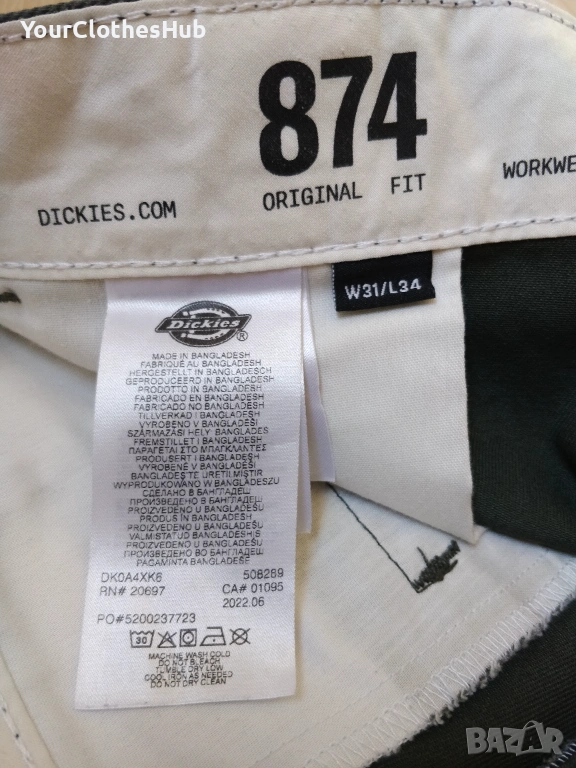 YourClothesHub
874
ORIGINAL FIT
DICKIES.COM
WORKWE
W31/L34
Dickies
MADE IN BANGLADESH
FABRIQUÉ AU BANGLADESH
HERGESTELLT IN BANGLADESH
GEPRODUCEERD IN BANGLADESH
PRODOTTO IN BANGLADESH
FABRICADO EN BANGLADESH
FABRICADO NO BANGLADESH
TILLVERKAD I BANGLADESH
VYROBENO V BANGLADÉŠI
SZÁRMAZÁSI HELY: BANGLADES
FREMSTILLET I BANGLADESH
ΠΑΡΑΓΕΤΑΙ ΣΤΟ ΜΠΑΓΚΛΑΝΤΕΣ
PRODUSERT I BANGLADESH
VYROBENÉ V BANGLADÉŠI
BANGLADEŞ TE ÜRETİLMİŞTİR
WYPRODUKOWANO W BANGLADESZU
СДЕЛАНО В БАНГЛАДЕШ
ПРОИЗВЕДЕНО В БАНГЛАДЕШ
PROIZVEDENO U BANGLADEŠU
PRODUS ÎN BANGLADESH
PROIZVEDENO U BANGLADEŠU
VALMISTATUD BANGLADESHIS
ПРОИЗВЕДЕНО ВО БАНГЛАДЕШ
PAGAMINTA BANGLADEŠE
DK0A4XK6 508289
RN# 20697 CA# 01095
2022.06
PO#5200237723
30
MACHINE WASH COLD
DO NOT BLEACH
TUMBLE DRY LOW
COOL IRON AS NEEDED
DO NOT DRY CLEAN
BAZAR